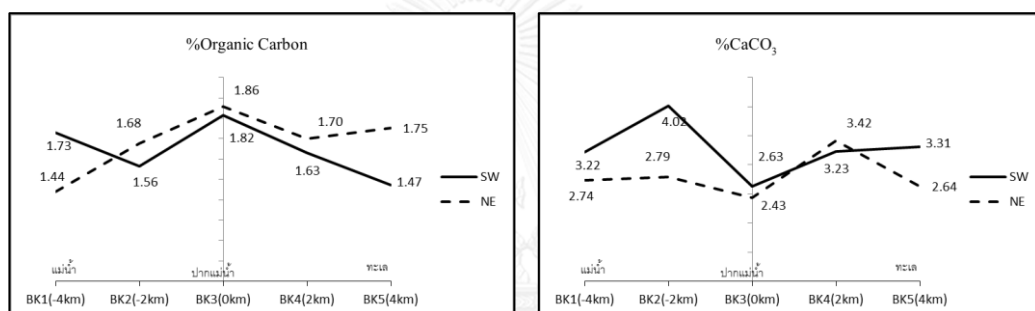 %Organic Carbon
1.86
1.68
1.70
1.75
1.73
1.82
1.44
1.56
1.63
1.47
SW
NE
แม่น้ำ
ปากแม่น้ำ
ทะเล
BK1(-4km) BK2(-2km) BK3(0km) BK4(2km) BK5(4km)
%CaCO3
4.02
3.42
3.31
3.22
2.79
2.63
3.23
2.74
2.43
2.64
SW
NE
แม่น้ำ
ปากแม่น้ำ
ทะเล
BK1(-4km) BK2(-2km) BK3(0km) BK4(2km) BK5(4km)